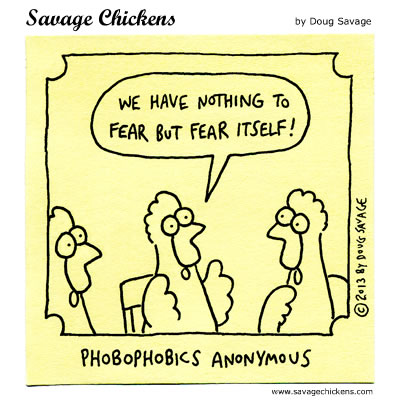 Savage Chickens
by Doug Savage
WE HAVE NOTHING TO
FEAR BUT FEAR ITSELF!
© 2013 BY DOUG SAVAGE
PHOBOPHOBICS ANONYMOUS
www.savagechickens.com